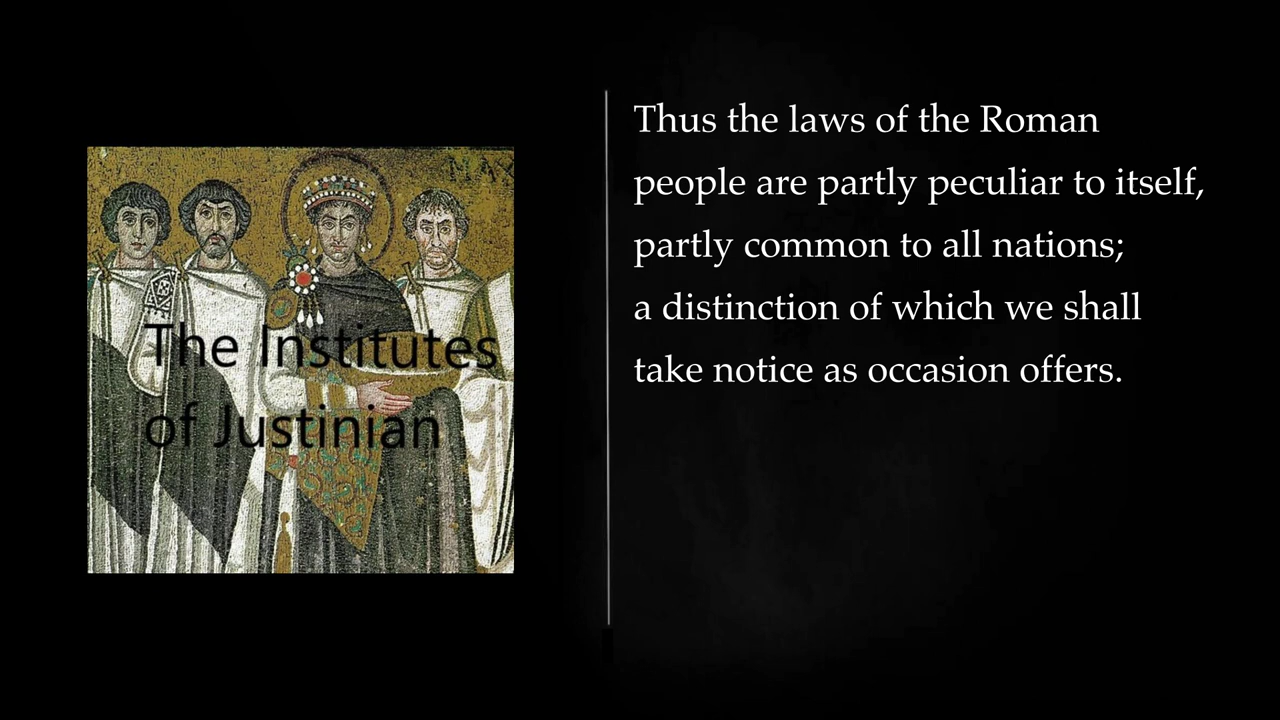 The Institutes
of Justinian
Thus the laws of the Roman
people are partly peculiar to itself,
partly common to all nations;
a distinction of which we shall
take notice as occasion offers.